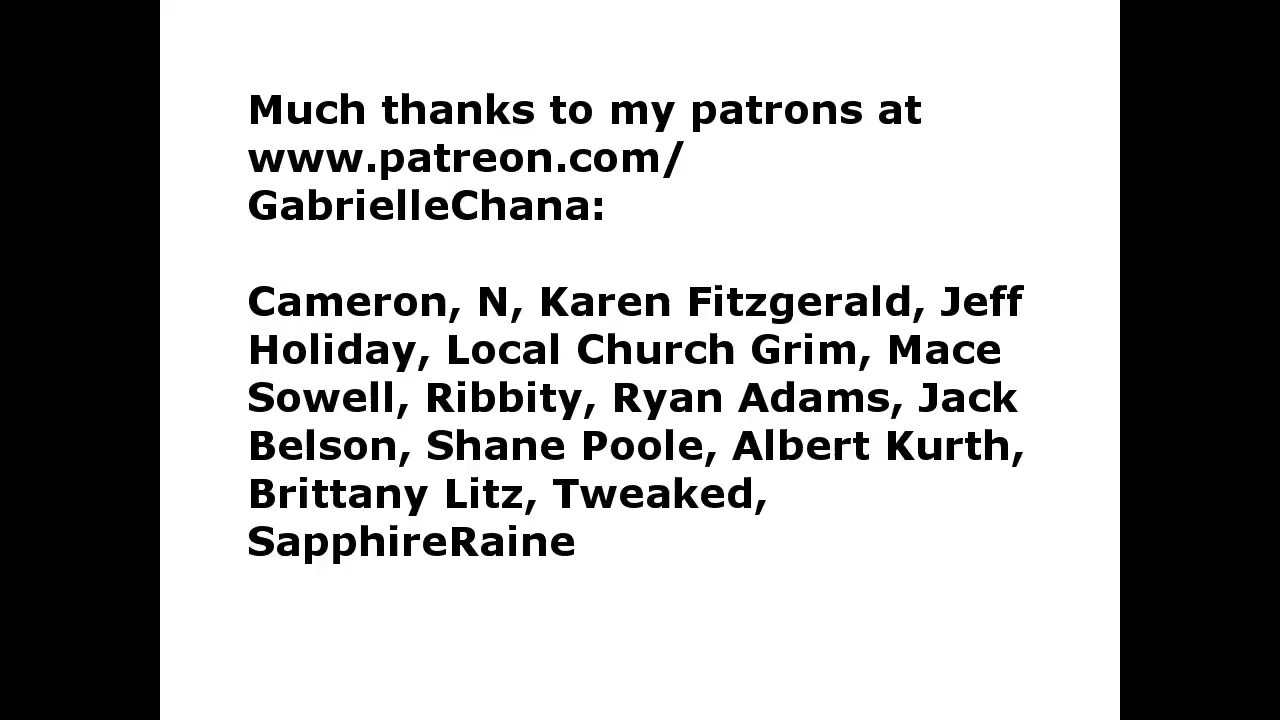 Much thanks to my patrons at
www.patreon.com/
GabrielleChana:
Cameron, N, Karen Fitzgerald, Jeff
Holiday, Local Church Grim, Mace
Sowell, Ribbity, Ryan Adams, Jack
Belson, Shane Poole, Albert Kurth,
Brittany Litz, Tweaked,
SapphireRaine